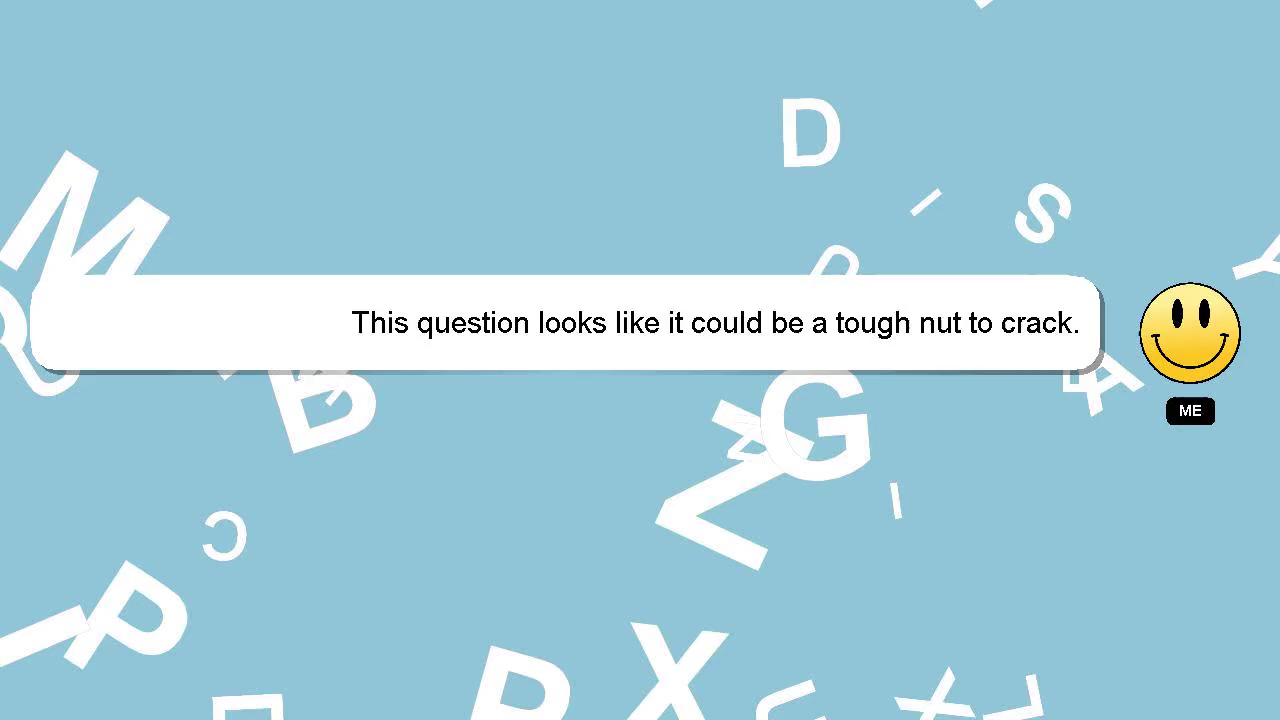 D
I
S
M
Y
This question looks like it could be a tough nut to crack.
ME
B
G
A
Z
Z
I
C
P
I
P
X
X
U